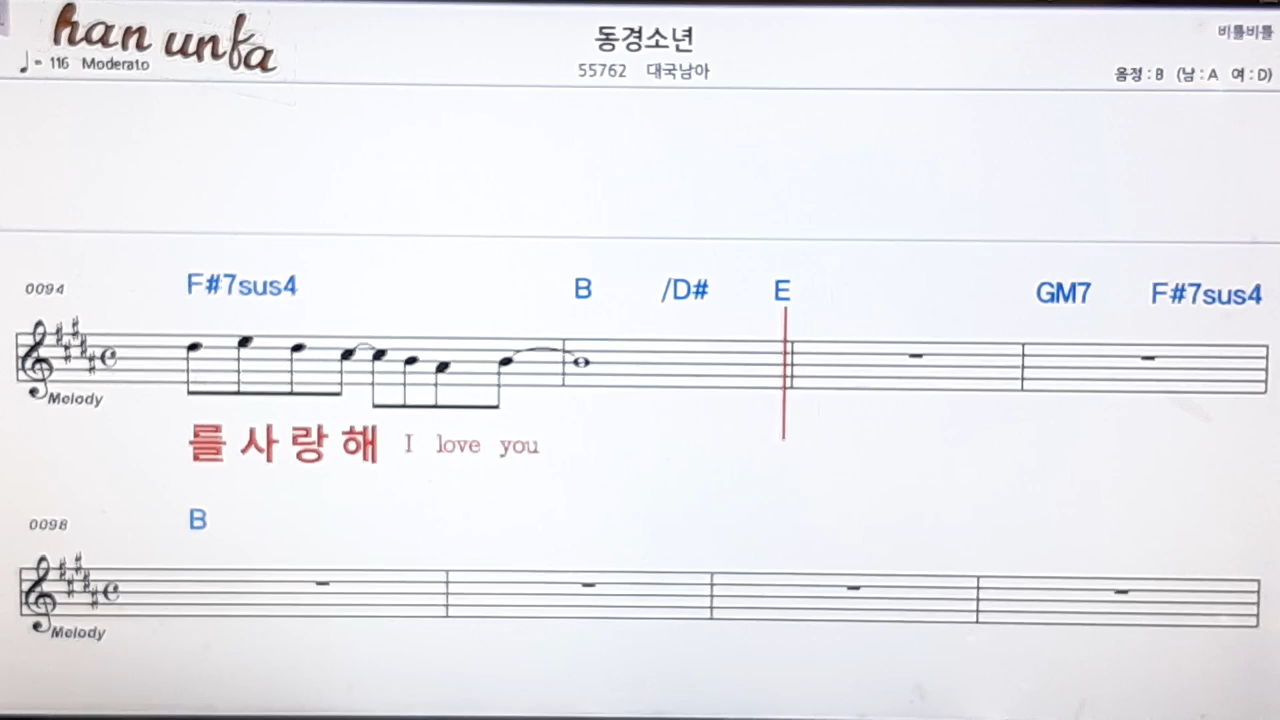 han unfa
동경소년
비틀비틀
♩= 116 Moderato
55762 대국남아
음정 : B (남 : A 여 : D)
0094 F#7sus4 B /D# E GM7 F#7sus4
Melody
를 사 랑 해 I love you
0098 B
Melody